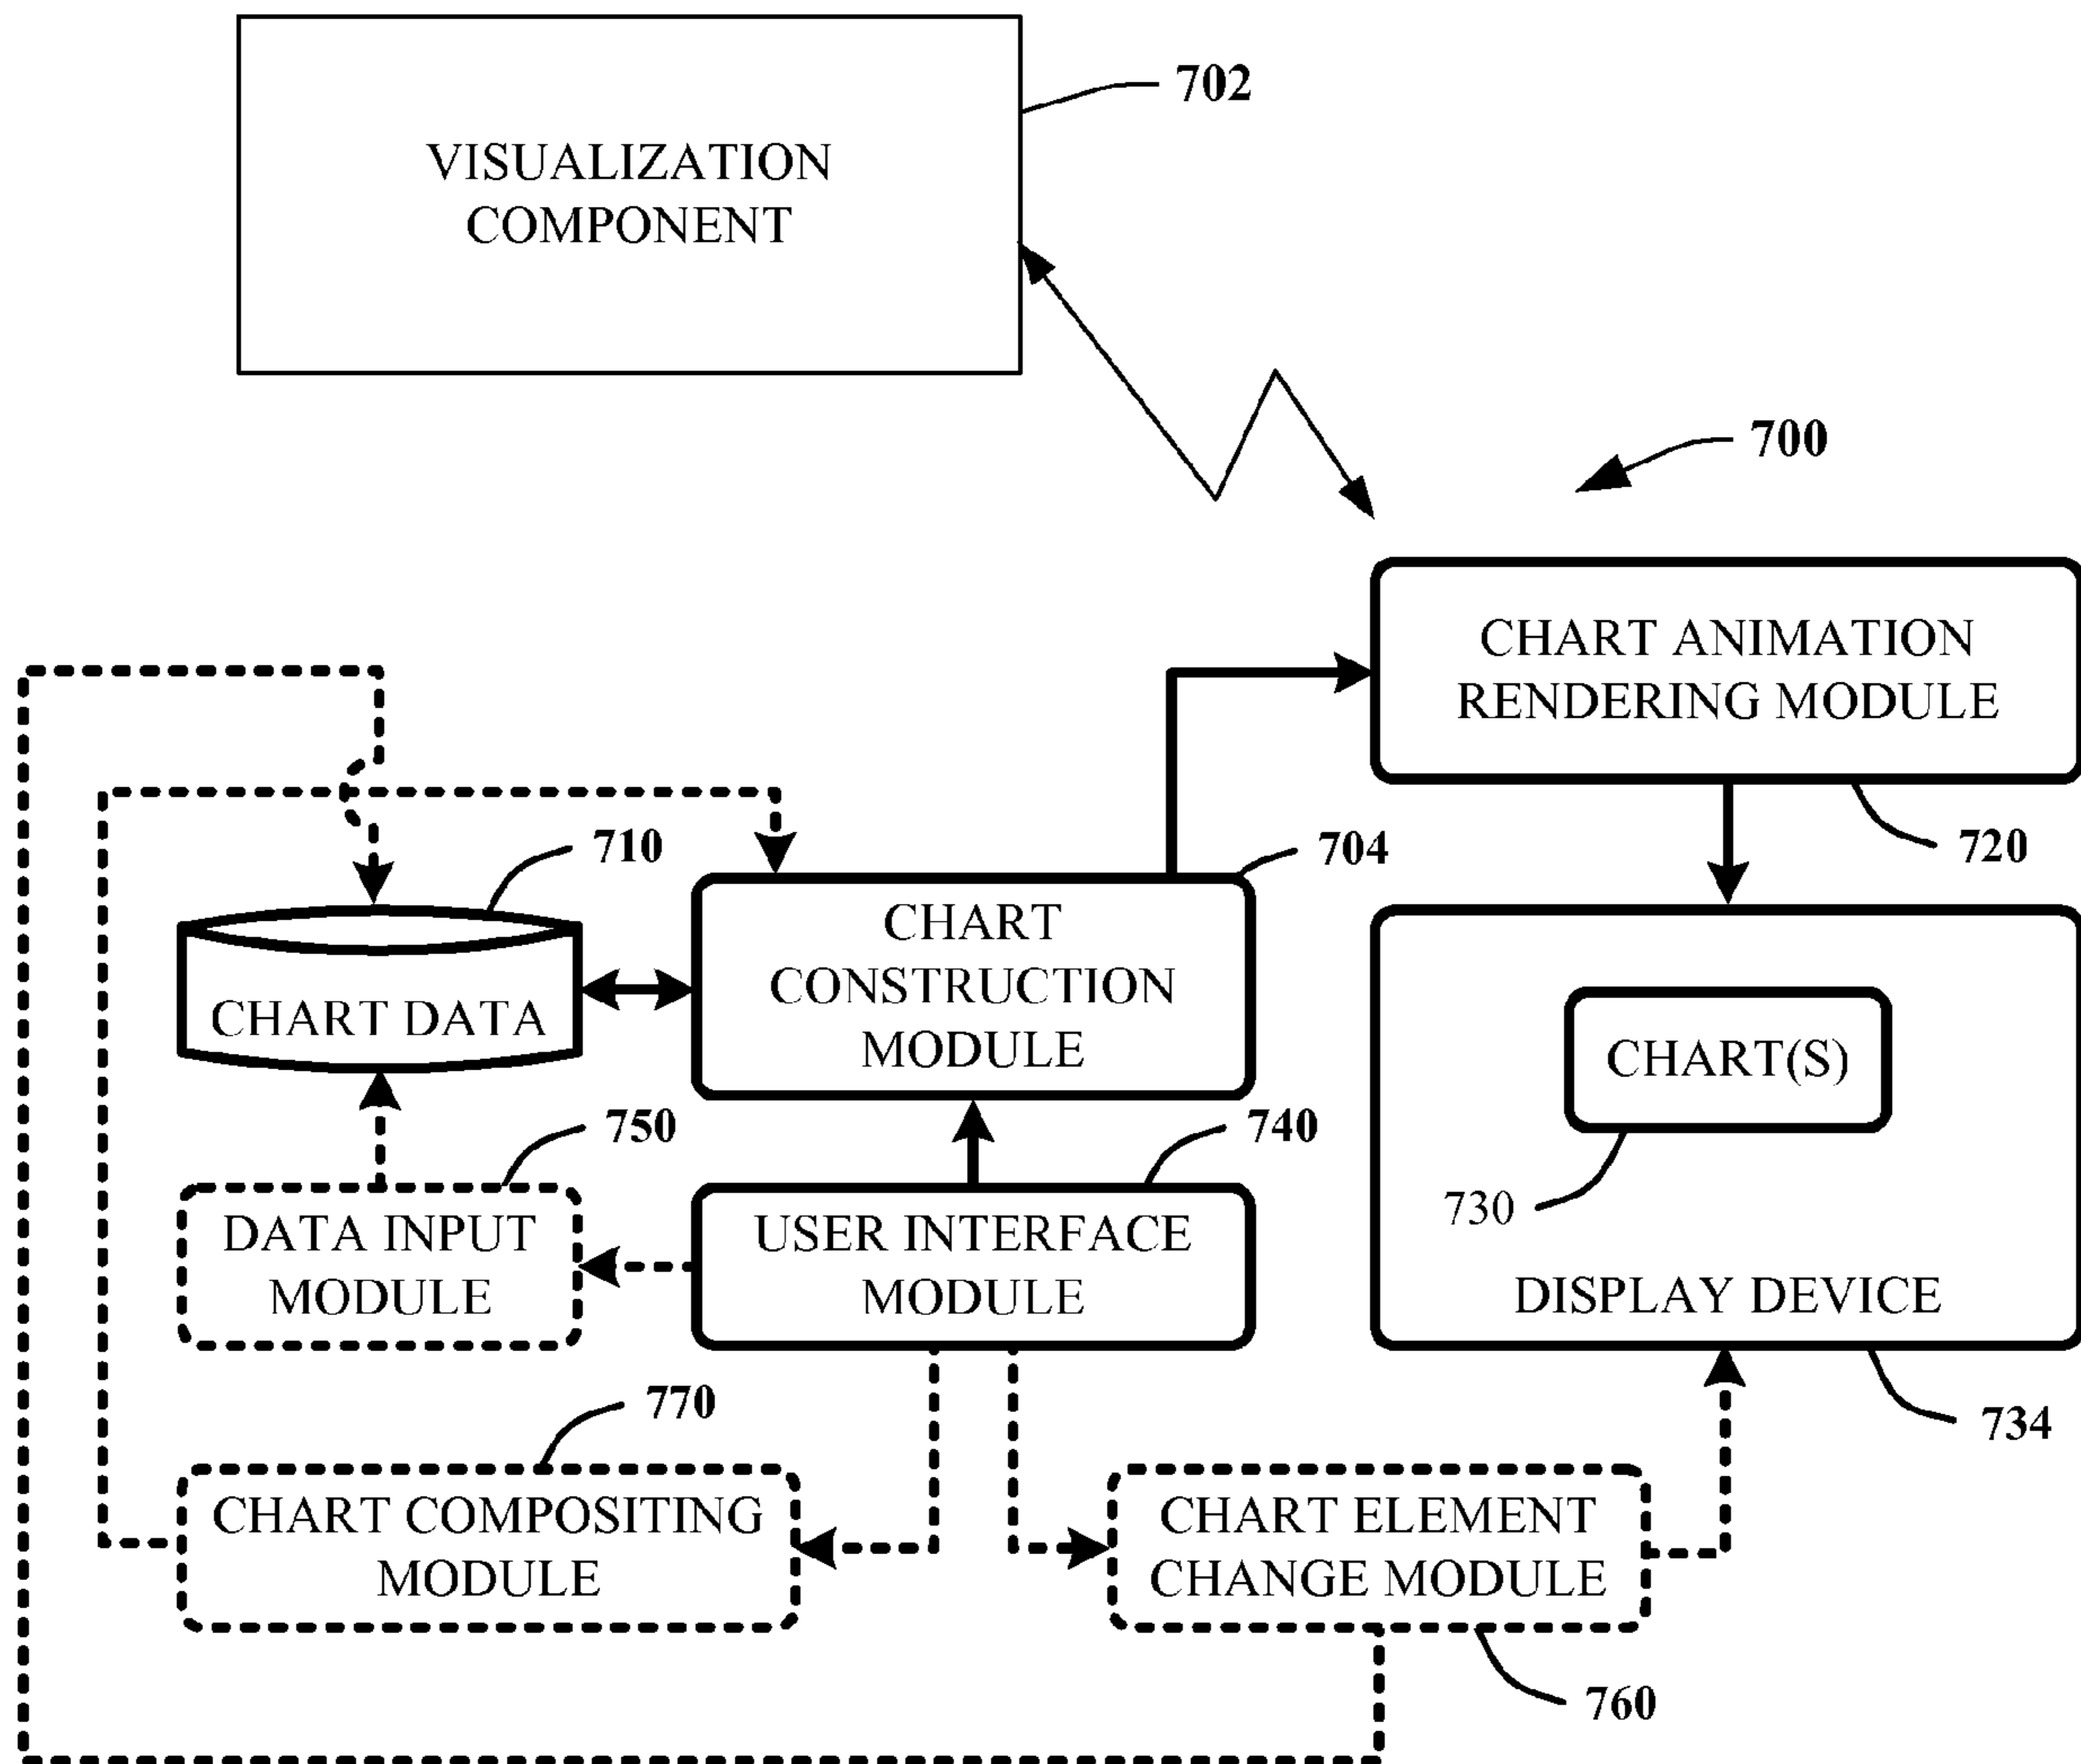 702
VISUALIZATION
COMPONENT
700
CHART ANIMATION
RENDERING MODULE
720
710
704
CHART
CONSTRUCTION
MODULE
CHART DATA
CHART(S)
730
DISPLAY DEVICE
734
750
740
DATA INPUT
MODULE
USER INTERFACE
MODULE
770
CHART COMPOSITING
MODULE
CHART ELEMENT
CHANGE MODULE
760